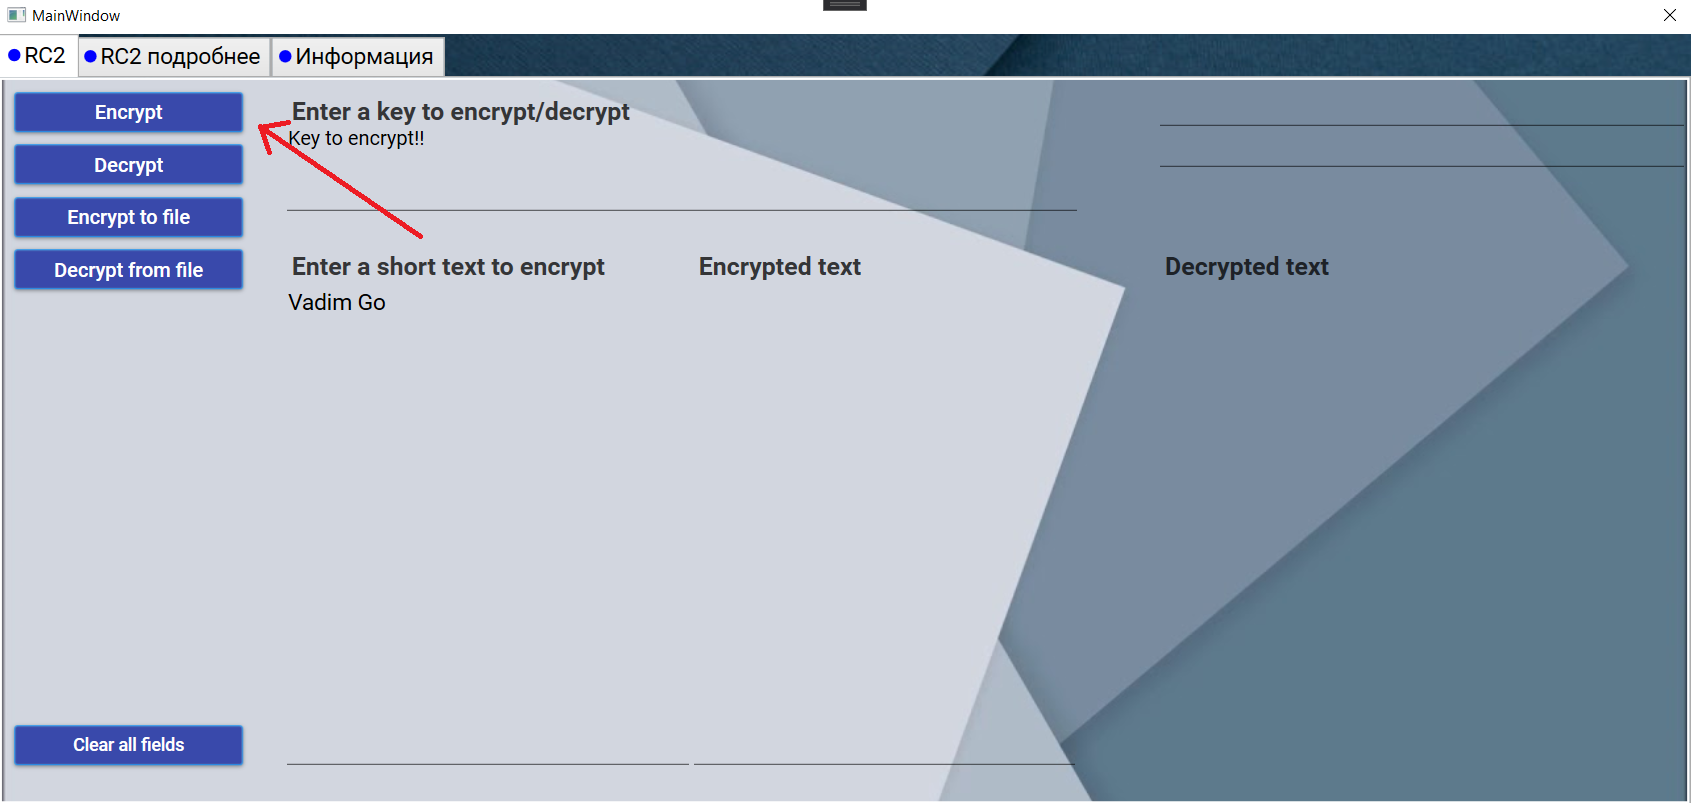 MainWindow
RC2
RC2 подробнее
Информация
Encrypt
Enter a key to encrypt/decrypt
Key to encrypt!!
Decrypt
Encrypt to file
Decrypt from file
Enter a short text to encrypt
Encrypted text
Decrypted text
Vadim Go
Clear all fields